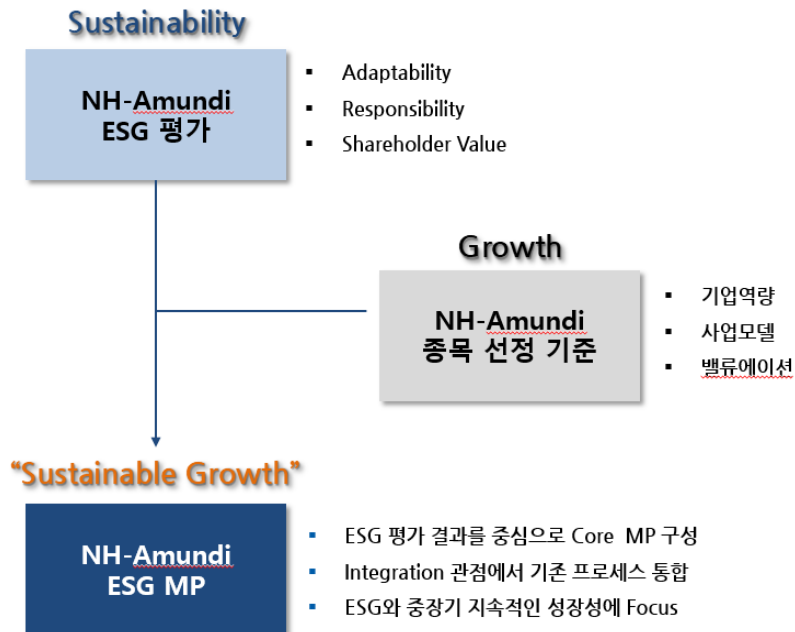 Sustainability
NH-Amundi
ESG 평가
▪ Adaptability
▪ Responsibility
▪ Shareholder Value
Growth
NH-Amundi
종목 선정 기준
▪ 기업역량
▪ 사업모델
▪ 밸류에이션
“Sustainable Growth”
NH-Amundi
ESG MP
▪ ESG 평가 결과를 중심으로 Core MP 구성
▪ Integration 관점에서 기존 프로세스 통합
▪ ESG와 중장기 지속적인 성장성에 Focus